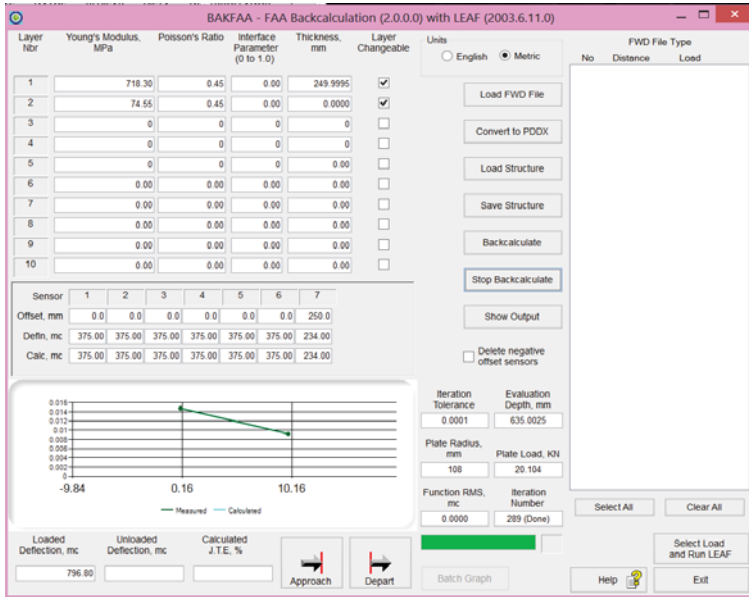 BAKFAA - FAA Backcalculation (2.0.0.0) with LEAF (2003.6.11.0)
Layer Nbr Young's Modulus, MPa Poisson's Ratio Interface Parameter (0 to 1.0) Thickness, mm Layer Changeable
1 718.30 0.45 0.00 249.9995
2 74.55 0.45 0.00 0.0000
3 0 0 0 0
4 0 0 0 0
5 0 0 0 0.00
6 0.00 0.00 0.00 0.00
7 0.00 0.00 0.00 0.00
8 0.00 0.00 0.00 0.00
9 0.00 0.00 0.00 0.00
10 0.00 0.00 0.00 0.00
Sensor 1 2 3 4 5 6 7
Offset, mm 0.0 0.0 0.0 0.0 0.0 0.0 250.0
Defln, mc 375.00 375.00 375.00 375.00 375.00 375.00 234.00
Calc, mc 375.00 375.00 375.00 375.00 375.00 375.00 234.00
0.016
0.014
0.012
0.01
0.008
0.006
0.004
0.002
0
-9.84 0.16 10.16
Measured Calculated
Loaded Deflection, mc Unloaded Deflection, mc Calculated J.T.E, %
796.80
Approach Depart
Units
English Metric
Load FWD File
Convert to PDDX
Load Structure
Save Structure
Backcalculate
Stop Backcalculate
Show Output
Delete negative
offset sensors
Iteration Tolerance Evaluation Depth, mm
0.0001 635.0025
Plate Radius, mm Plate Load, KN
108 20.104
Function RMS, mc Iteration Number
0.0000 289 (Done)
Batch Graph
FWD File Type
No Distance Load
Select All Clear All
Select Load
and Run LEAF
Help Exit